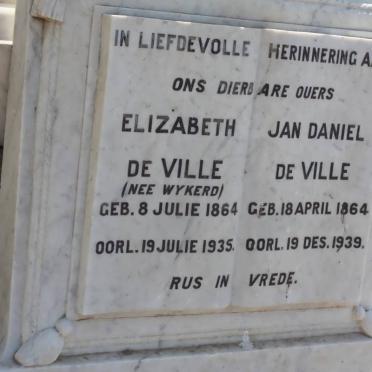 IN LIEFDEVOLLE HERINNERING A
ONS DIERBARE OUERS
ELIZABETH JAN DANIEL
DE VILLE DE VILLE
(NEE WYKERD)
GEB. 8 JULIE 1864 GEB. 18 APRIL 1864
OORL. 19 JULIE 1935. OORL. 19 DES. 1939.
RUS IN VREDE.